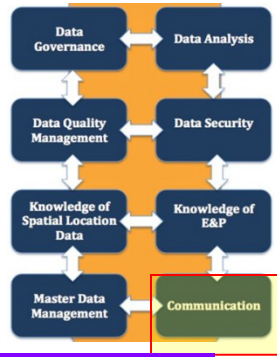 Data
Governance
Data Analysis
Data Quality
Management
Data Security
Knowledge of
Spatial Location
Data
Knowledge of
E&P
Master Data
Management
Communication